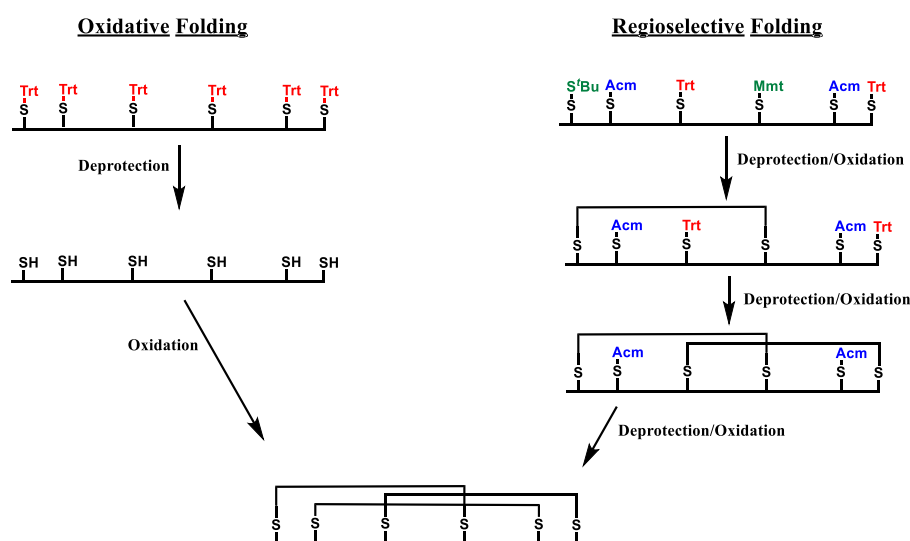 Oxidative Folding
Regioselective Folding
Trt Trt Trt Trt Trt Trt
S S S S S S
Deprotection
SH SH SH SH SH SH
Oxidation
SᵗBu Acm Trt Mmt Acm Trt
S S S S S S
Deprotection/Oxidation
Acm Trt Acm Trt
S S S S S S
Deprotection/Oxidation
Acm Acm
S S S S S S
Deprotection/Oxidation
S S S S S S